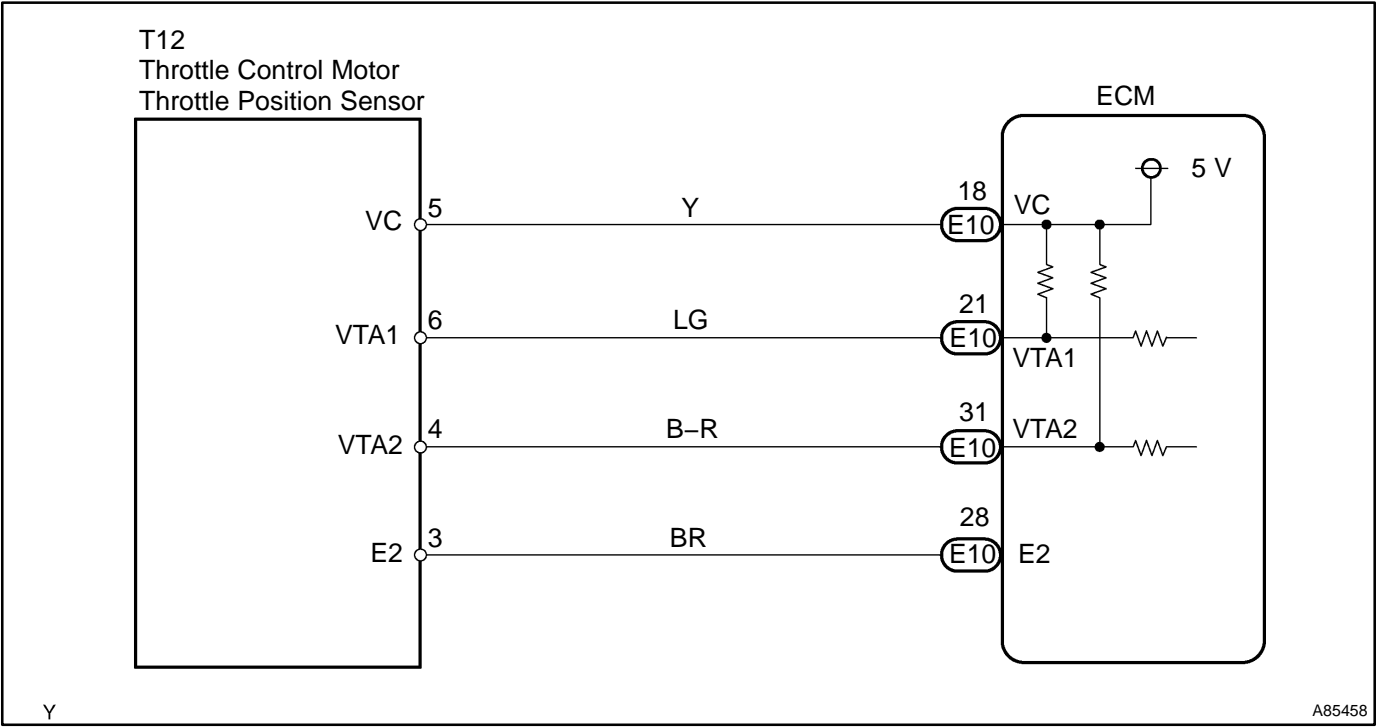 T12
Throttle Control Motor
Throttle Position Sensor
ECM
5 V
VC 5 Y 18 E10 VC
VTA1 6 LG 21 E10 VTA1
VTA2 4 B−R 31 E10 VTA2
E2 3 BR 28 E10 E2
Y
A85458